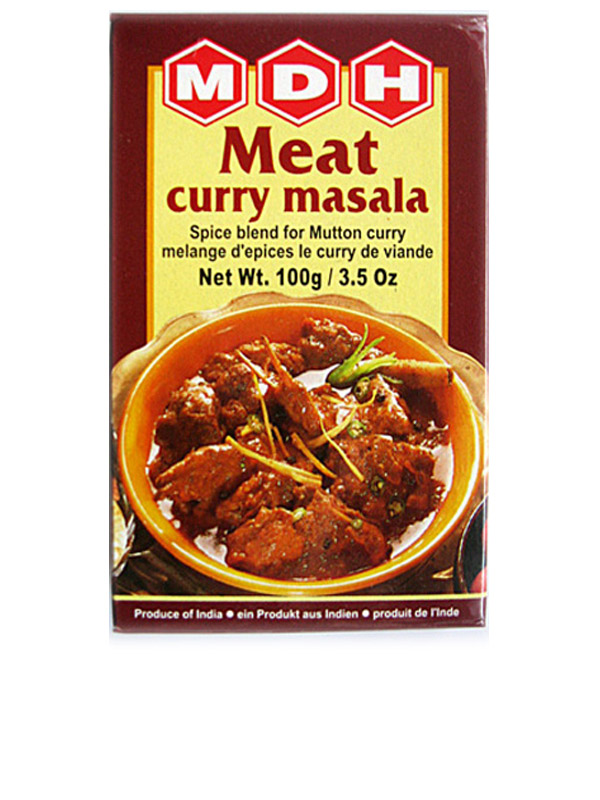 MDH
Meat
curry masala
Spice blend for Mutton curry
melange d'epices le curry de viande
Net Wt. 100g / 3.5 Oz
Produce of India ● ein Produkt aus Indien ● produit de l'Inde